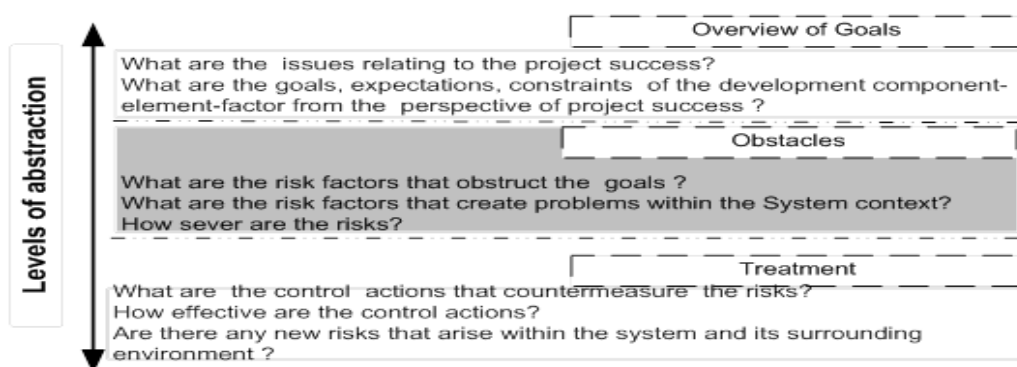 Levels of abstraction
Overview of Goals
What are the issues relating to the project success?
What are the goals, expectations, constraints of the development component-
element-factor from the perspective of project success ?
Obstacles
What are the risk factors that obstruct the goals ?
What are the risk factors that create problems within the System context?
How sever are the risks?
Treatment
What are the control actions that countermeasure the risks?
How effective are the control actions?
Are there any new risks that arise within the system and its surrounding
environment ?